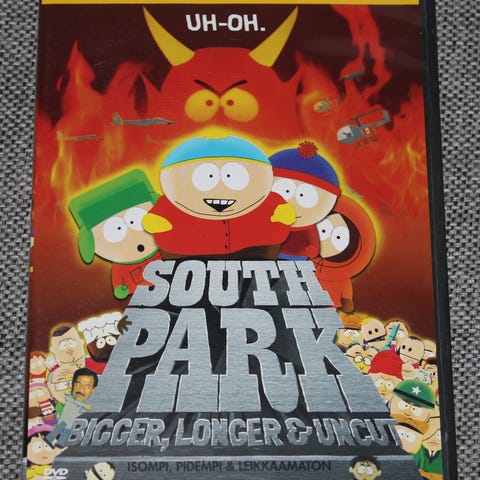 UH-OH.
SOUTH
PARK
BIGGER, LONGER & UNCUT
ISOMPI, PIDEMPI & LEIKKAAMATON
DVD